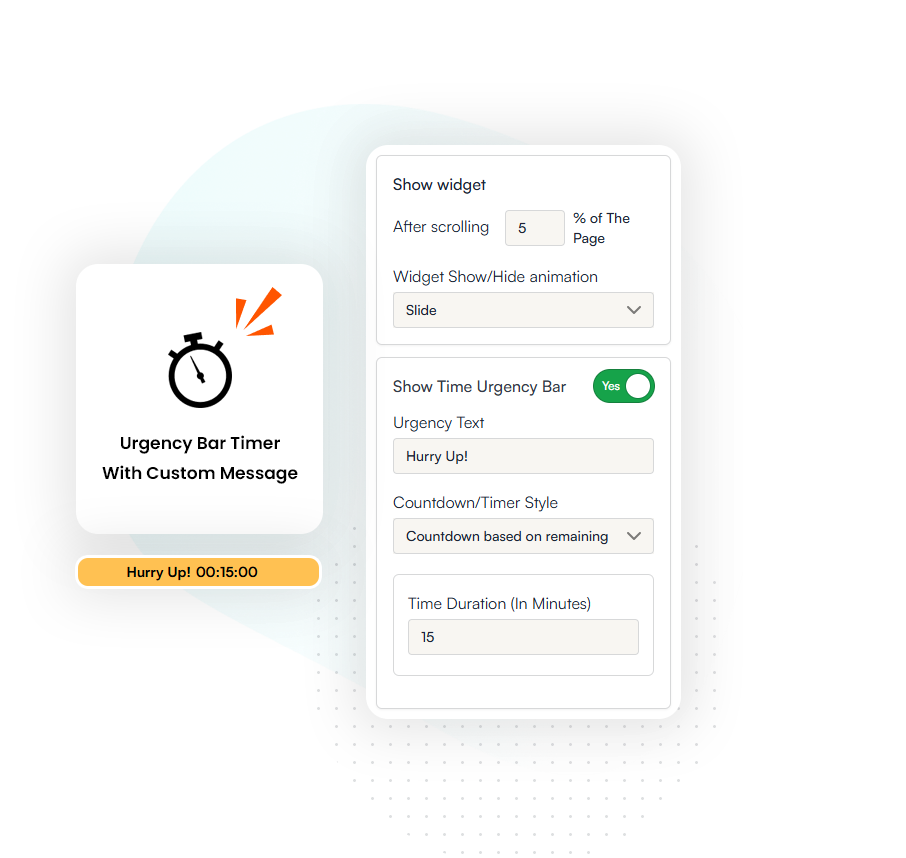 Urgency Bar Timer
With Custom Message
Hurry Up! 00:15:00
Show widget
After scrolling 5 % of The
Page
Widget Show/Hide animation
Slide
Show Time Urgency Bar Yes
Urgency Text
Hurry Up!
Countdown/Timer Style
Countdown based on remaining
Time Duration (In Minutes)
15